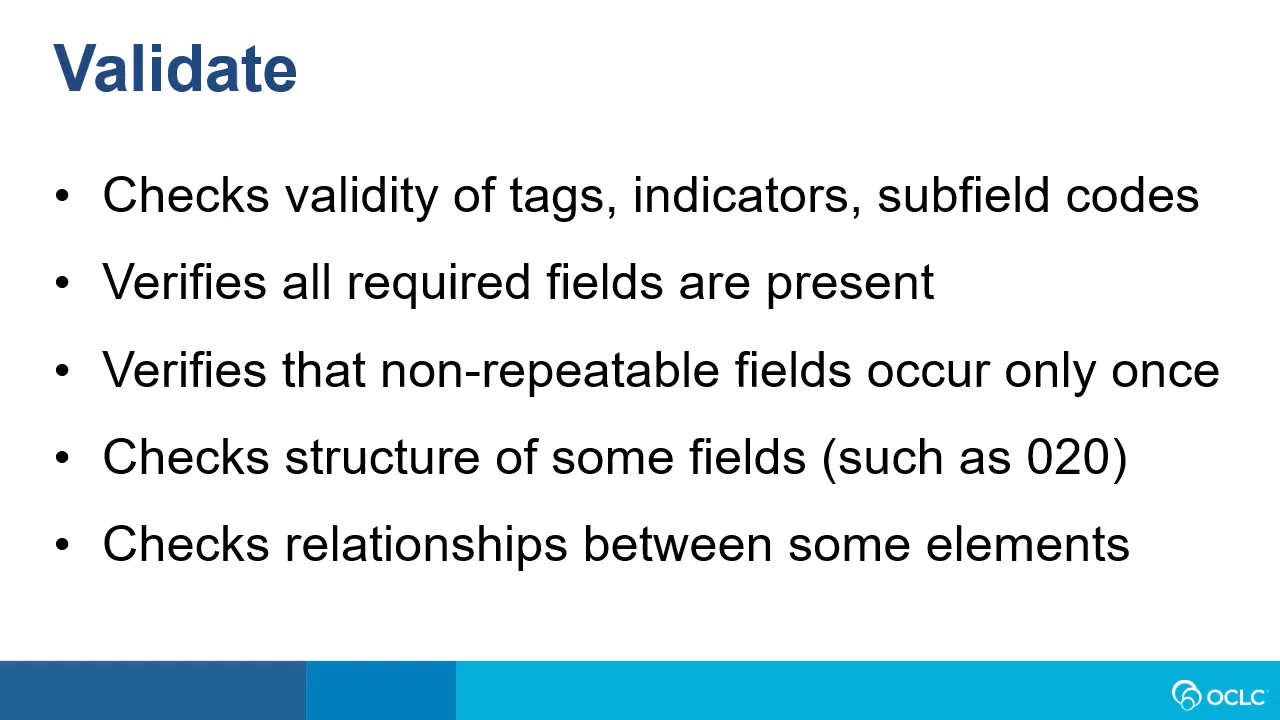 Validate
• Checks validity of tags, indicators, subfield codes
• Verifies all required fields are present
• Verifies that non-repeatable fields occur only once
• Checks structure of some fields (such as 020)
• Checks relationships between some elements
OCLC